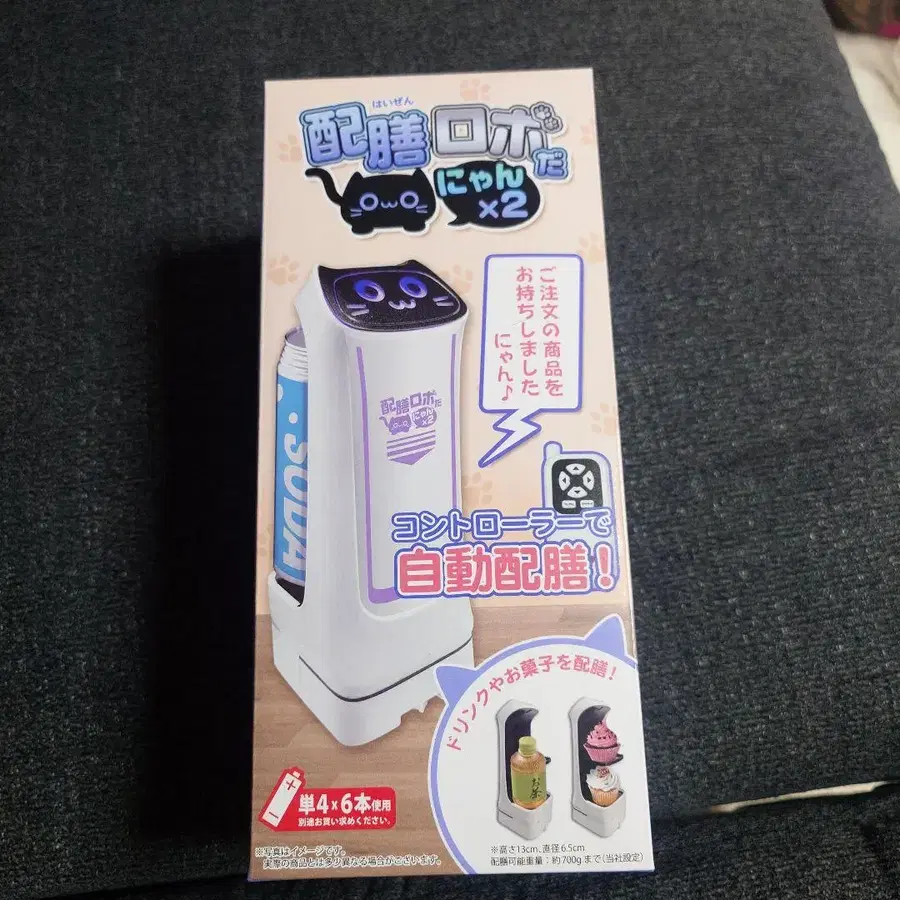 はいぜん
配膳ロボだ
にゃん
×2
ご注文の商品を
お持ちしました
にゃん♪
配膳ロボだ
にゃん
×2
SODA
コントローラーで
自動配膳!
ドリンクやお菓子を配膳!
お茶
単4×6本使用
別途お買い求めください。
※写真はイメージです。
実際の商品とは多少異なる場合がございます。
※高さ13cm、直径6.5cm
配膳可能重量:約700gまで(当社設定)